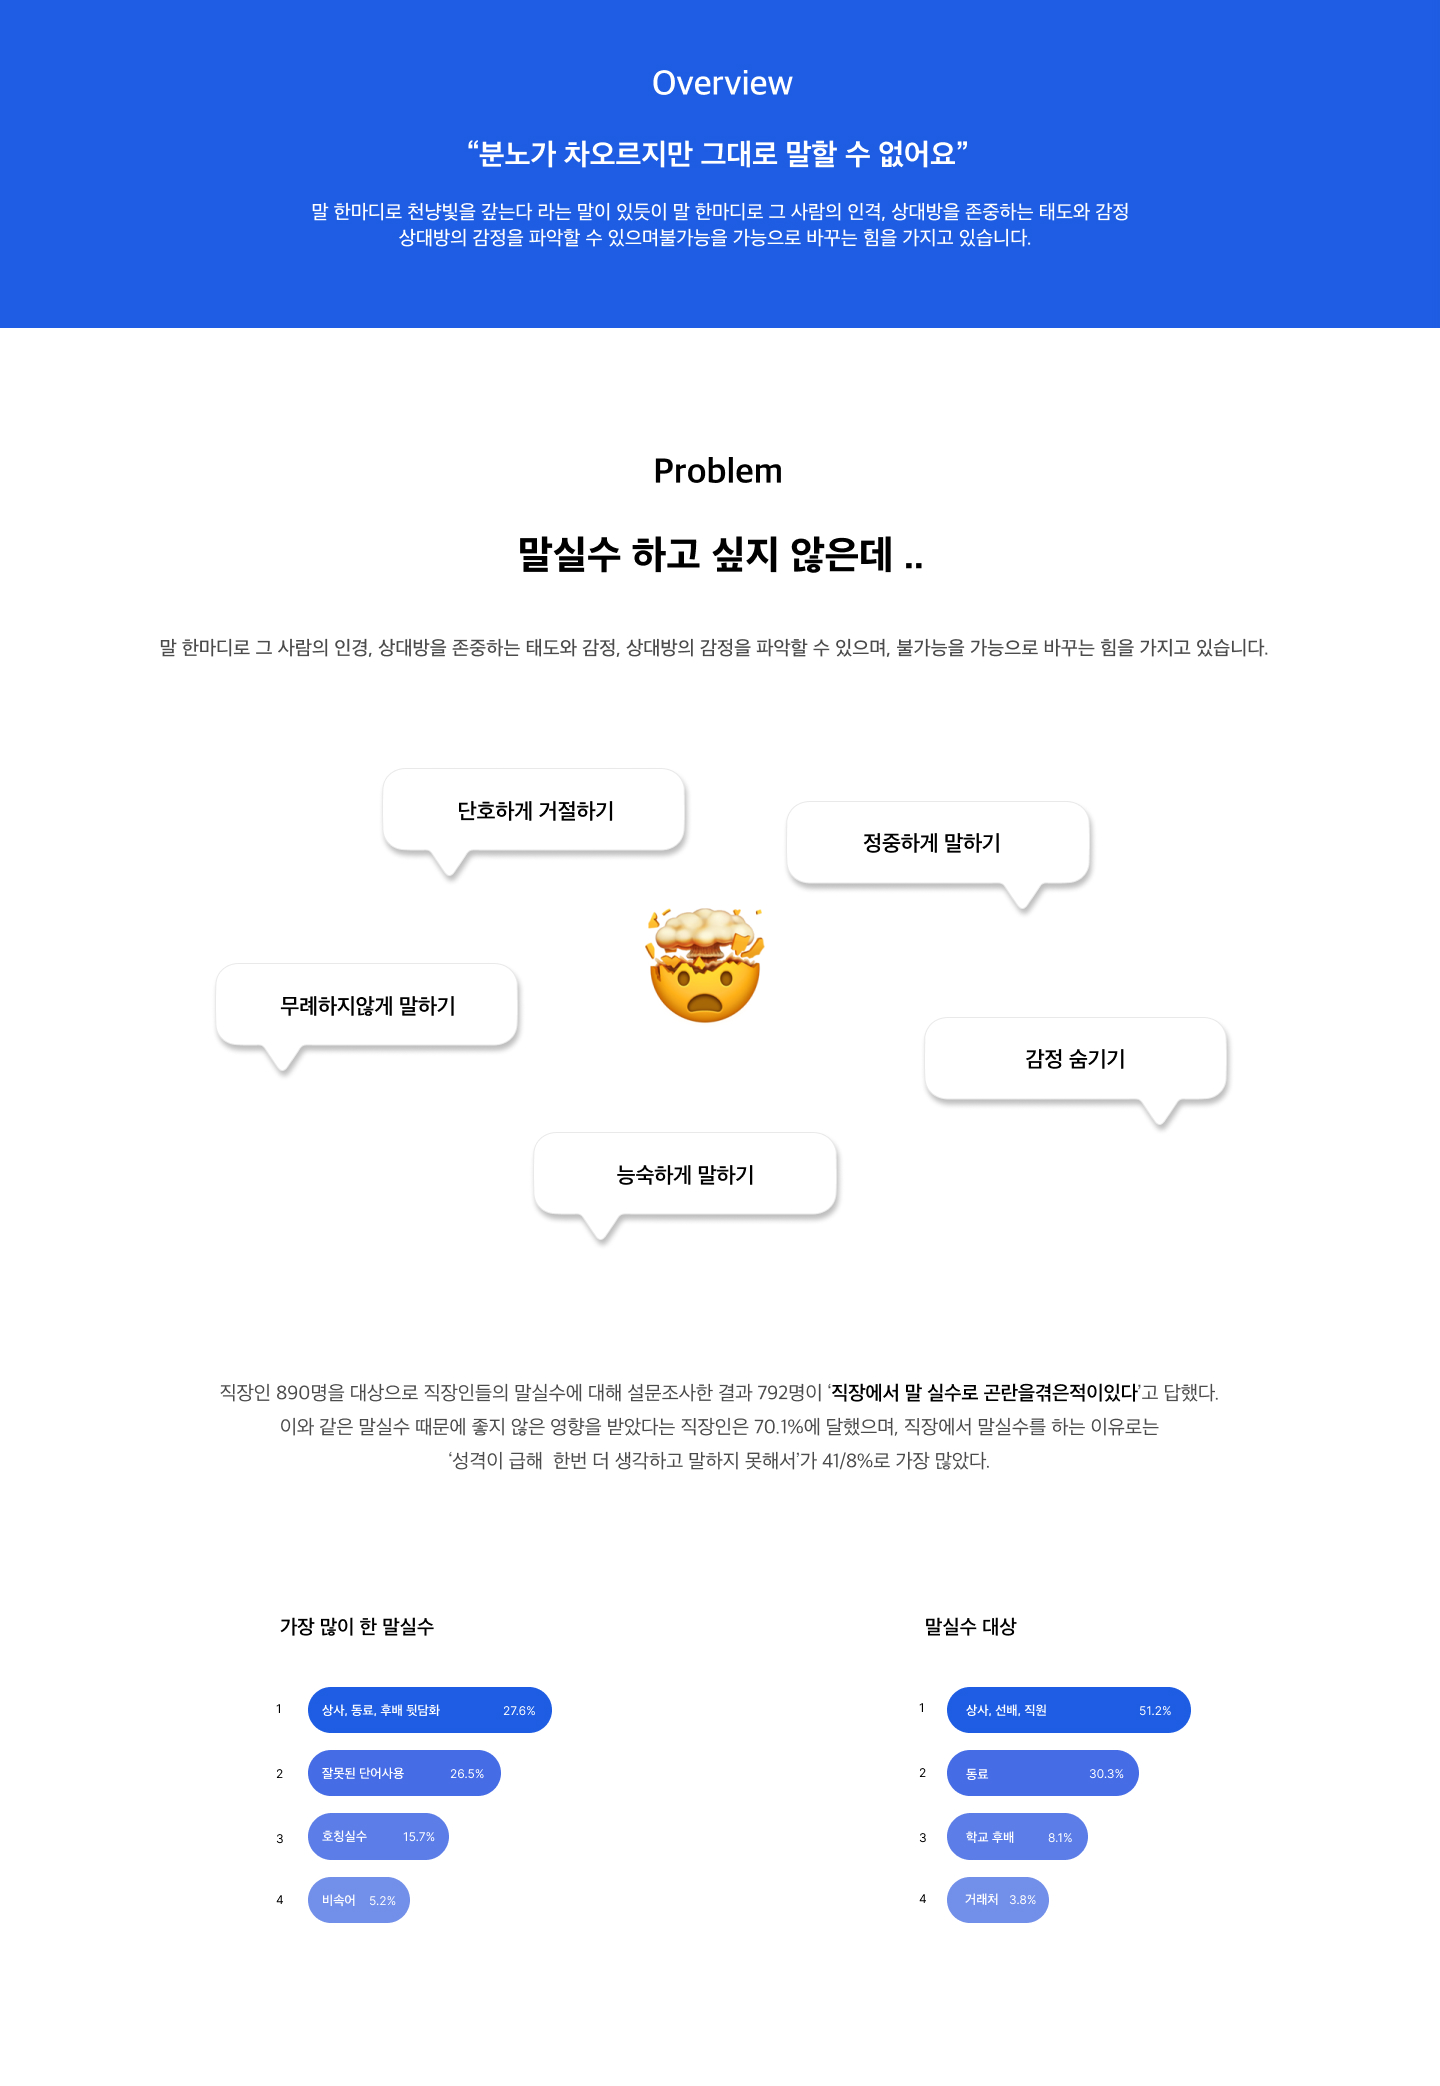 Overview
“분노가 차오르지만 그대로 말할 수 없어요”
말 한마디로 천냥빛을 갚는다 라는 말이 있듯이 말 한마디로 그 사람의 인격, 상대방을 존중하는 태도와 감정
상대방의 감정을 파악할 수 있으며불가능을 가능으로 바꾸는 힘을 가지고 있습니다.
Problem
말실수 하고 싶지 않은데 ..
말 한마디로 그 사람의 인경, 상대방을 존중하는 태도와 감정, 상대방의 감정을 파악할 수 있으며, 불가능을 가능으로 바꾸는 힘을 가지고 있습니다.
단호하게 거절하기
정중하게 말하기
무례하지않게 말하기
감정 숨기기
능숙하게 말하기
직장인 890명을 대상으로 직장인들의 말실수에 대해 설문조사한 결과 792명이 ‘직장에서 말 실수로 곤란을겪은적이있다’고 답했다.
이와 같은 말실수 때문에 좋지 않은 영향을 받았다는 직장인은 70.1%에 달했으며, 직장에서 말실수를 하는 이유로는
‘성격이 급해  한번 더 생각하고 말하지 못해서’가 41/8%로 가장 많았다.
가장 많이 한 말실수
1 상사, 동료, 후배 뒷담화 27.6%
2 잘못된 단어사용 26.5%
3 호칭실수 15.7%
4 비속어 5.2%
말실수 대상
1 상사, 선배, 직원 51.2%
2 동료 30.3%
3 학교 후배 8.1%
4 거래처 3.8%